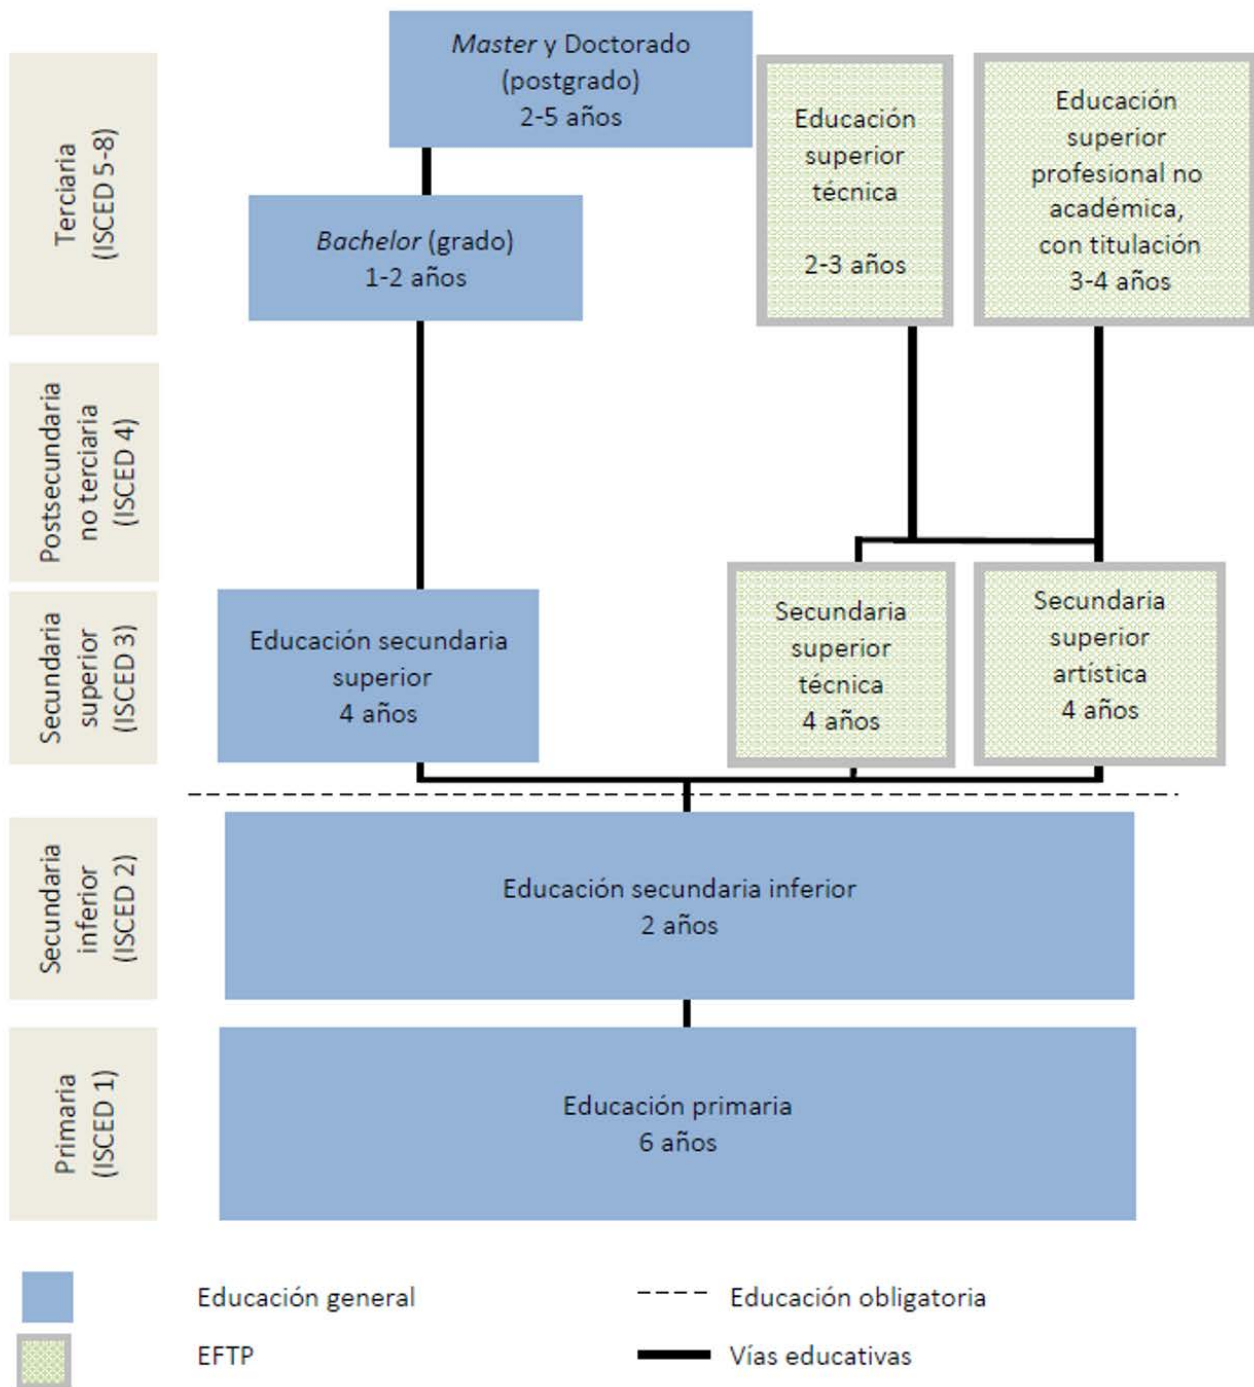 Master y Doctorado
(postgrado)
2-5 años
Educación
superior
técnica
2-3 años
Educación
superior
profesional no
académica,
con titulación
3-4 años
Terciaria
(ISCED 5-8)
Bachelor (grado)
1-2 años
Postsecundaria
no terciaria
(ISCED 4)
Secundaria
superior
(ISCED 3)
Educación secundaria
superior
4 años
Secundaria
superior
técnica
4 años
Secundaria
superior
artística
4 años
Secundaria
inferior
(ISCED 2)
Educación secundaria inferior
2 años
Primaria
(ISCED 1)
Educación primaria
6 años
Educación general
Educación obligatoria
EFTP
Vías educativas